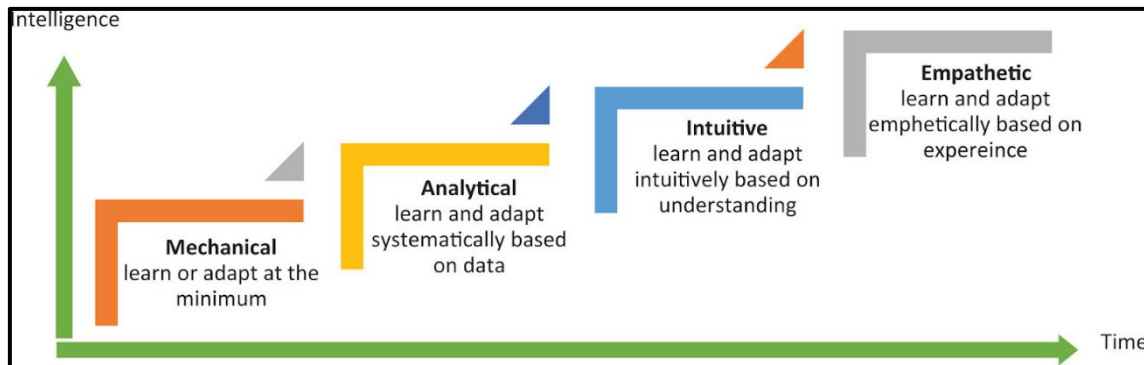 Intelligence
Mechanical
learn or adapt at the
minimum
Analytical
learn and adapt
systematically based
on data
Intuitive
learn and adapt
intuitively based on
understanding
Empathetic
learn and adapt
emphetically based on
expereince
Time